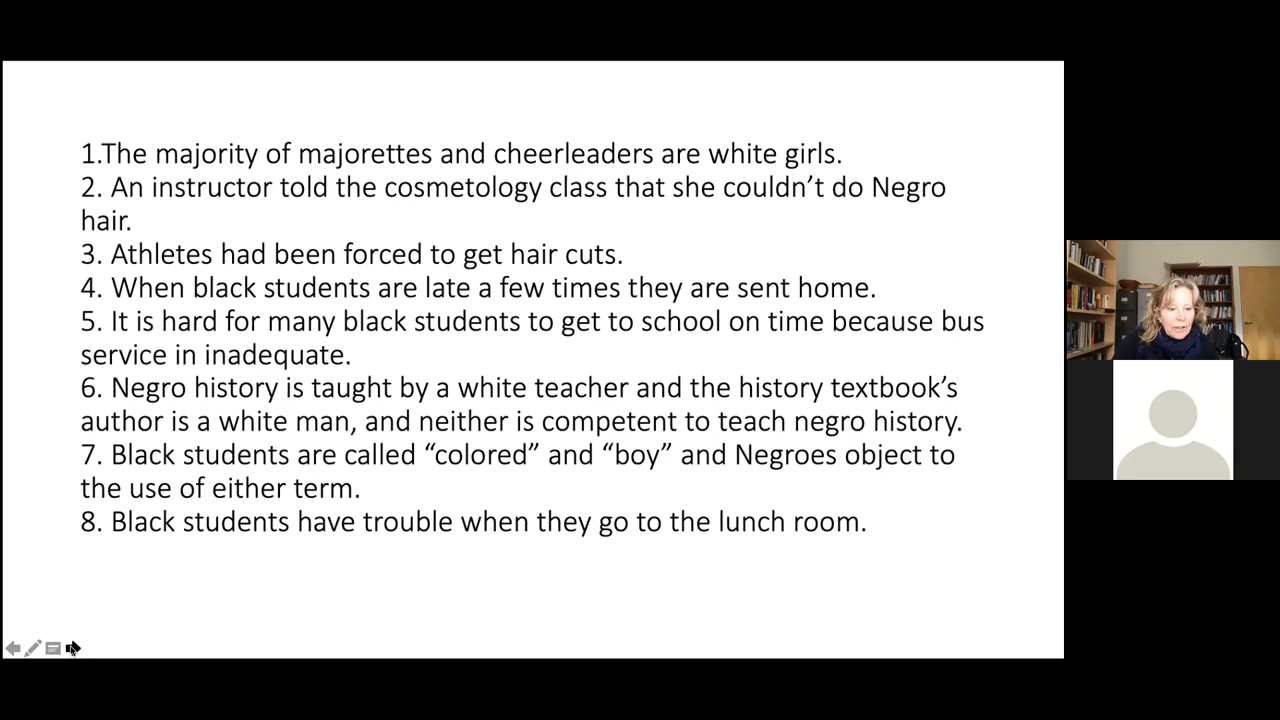 1.The majority of majorettes and cheerleaders are white girls.
2. An instructor told the cosmetology class that she couldn’t do Negro
hair.
3. Athletes had been forced to get hair cuts.
4. When black students are late a few times they are sent home.
5. It is hard for many black students to get to school on time because bus
service in inadequate.
6. Negro history is taught by a white teacher and the history textbook’s
author is a white man, and neither is competent to teach negro history.
7. Black students are called “colored” and “boy” and Negroes object to
the use of either term.
8. Black students have trouble when they go to the lunch room.